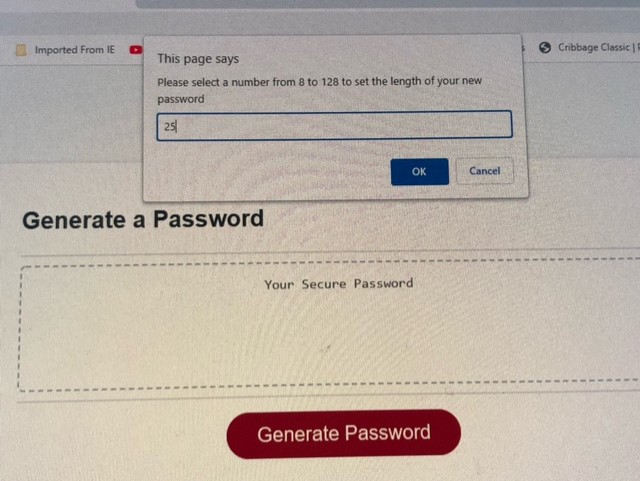 Imported From IE
Cribbage Classic |
This page says
Please select a number from 8 to 128 to set the length of your new
password
25
OK
Cancel
Generate a Password
Your Secure Password
Generate Password